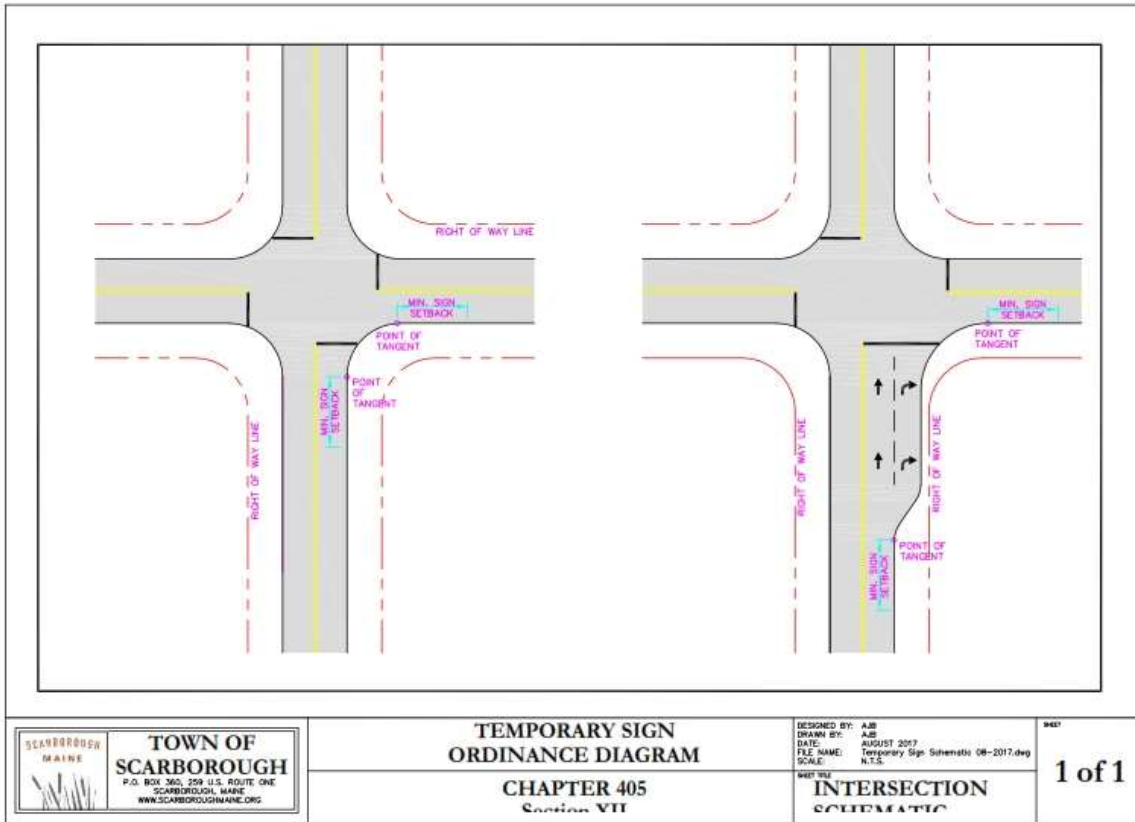 RIGHT OF WAY LINE
MIN. SIGN
SETBACK
POINT OF
TANGENT
POINT
OF
TANGENT
MIN. SIGN
SETBACK
RIGHT OF WAY LINE
MIN. SIGN
SETBACK
POINT OF
TANGENT
RIGHT OF WAY LINE
RIGHT OF WAY LINE
POINT OF
TANGENT
MIN. SIGN
SETBACK
SCARBOROUGH
MAINE
TOWN OF
SCARBOROUGH
P.O. BOX 360, 259 U.S. ROUTE ONE
SCARBOROUGH, MAINE
WWW.SCARBOROUGHMAINE.ORG
TEMPORARY SIGN
ORDINANCE DIAGRAM
CHAPTER 405
Section XII
DESIGNED BY: AJB
DRAWN BY: AJB
DATE: AUGUST 2017
FILE NAME: Temporary Sign Schematic 08-2017.dwg
SCALE: N.T.S.
SHEET TITLE
INTERSECTION
SCHEMATIC
SHEET
1 of 1